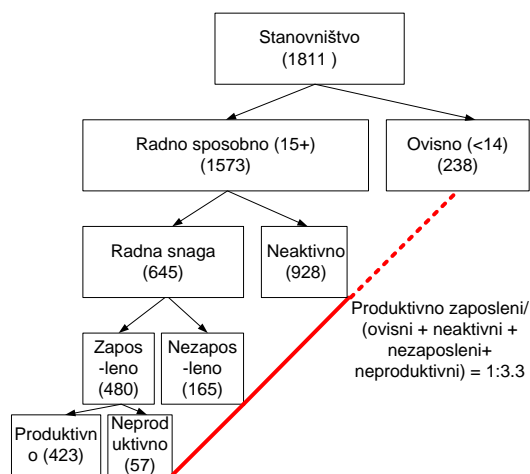 Stanovništvo
(1811 )
Radno sposobno (15+)
(1573)
Ovisno (<14)
(238)
Radna snaga
(645)
Neaktivno
(928)
Produktivno zaposleni/
(ovisni + neaktivni +
nezaposleni+
neproduktivni) = 1:3.3
Zapos
-leno
(480)
Nezapos
-leno
(165)
Produktivn
o (423)
Neprod
uktivno
(57)